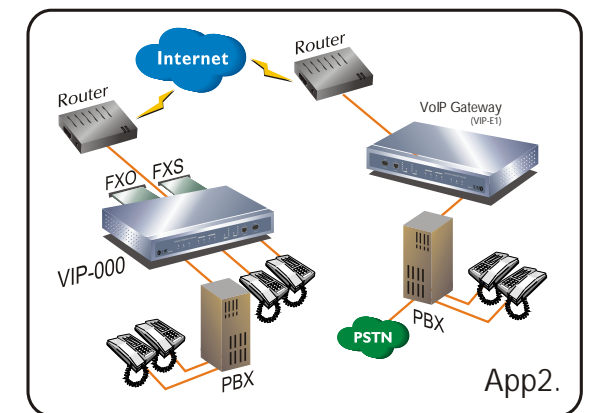 Internet
Router
Router
VoIP Gateway
(VIP-E1)
FXO
FXS
VIP-000
PBX
PSTN
PBX
App2.